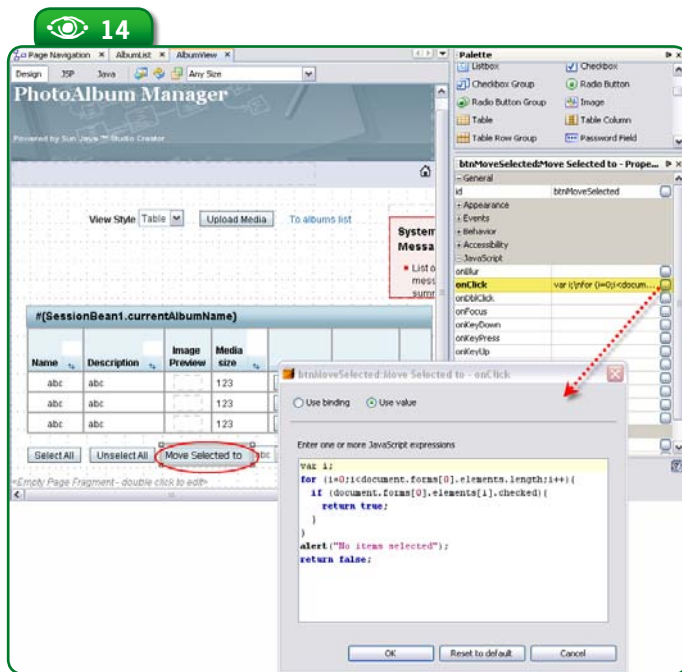 14
Page Navigation × AlbumList × AlbumView ×
Design JSP Java Any Size
PhotoAlbum Manager
Powered by Sun Java™ Studio Creator
View Style Table Upload Media To albums list
System
Messa
List o
mess
summ
#{SessionBean1.currentAlbumName}
Name Description Image Preview Media size
abc abc 123
abc abc 123
abc abc 123
Select All Unselect All Move Selected to abc
<Empty Page Fragment - double click to edit>
Palette
Listbox Checkbox
Checkbox Group Radio Button
Radio Button Group Image
Table Table Column
Table Row Group Password Field
btnMoveSelected:Move Selected to - Prope...
General
id btnMoveSelected
Appearance
Events
Behavior
Accessibility
JavaScript
onBlur
onClick var i;\nfor (i=0;i<docum...
onDblClick
onFocus
onKeyDown
onKeyPress
onKeyUp
btnMoveSelected:Move Selected to - onClick
Use binding Use value
Enter one or more JavaScript expressions
var i;
for (i=0;i<document.forms[0].elements.length;i++){
if (document.forms[0].elements[i].checked){
return true;
}
}
alert("No items selected");
return false;
OK Reset to default Cancel